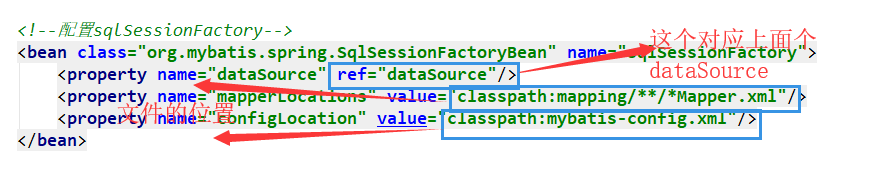 <!--配置sqlSessionFactory-->
<bean class="org.mybatis.spring.SqlSessionFactoryBean" name="sqlSessionFactory">
<property name="dataSource" ref="dataSource"/>
<property name="mapperLocations" value="classpath:mapping/**/*Mapper.xml"/>
<property name="configLocation" value="classpath:mybatis-config.xml"/>
</bean>
这个对应上面个
dataSource
文件的位置